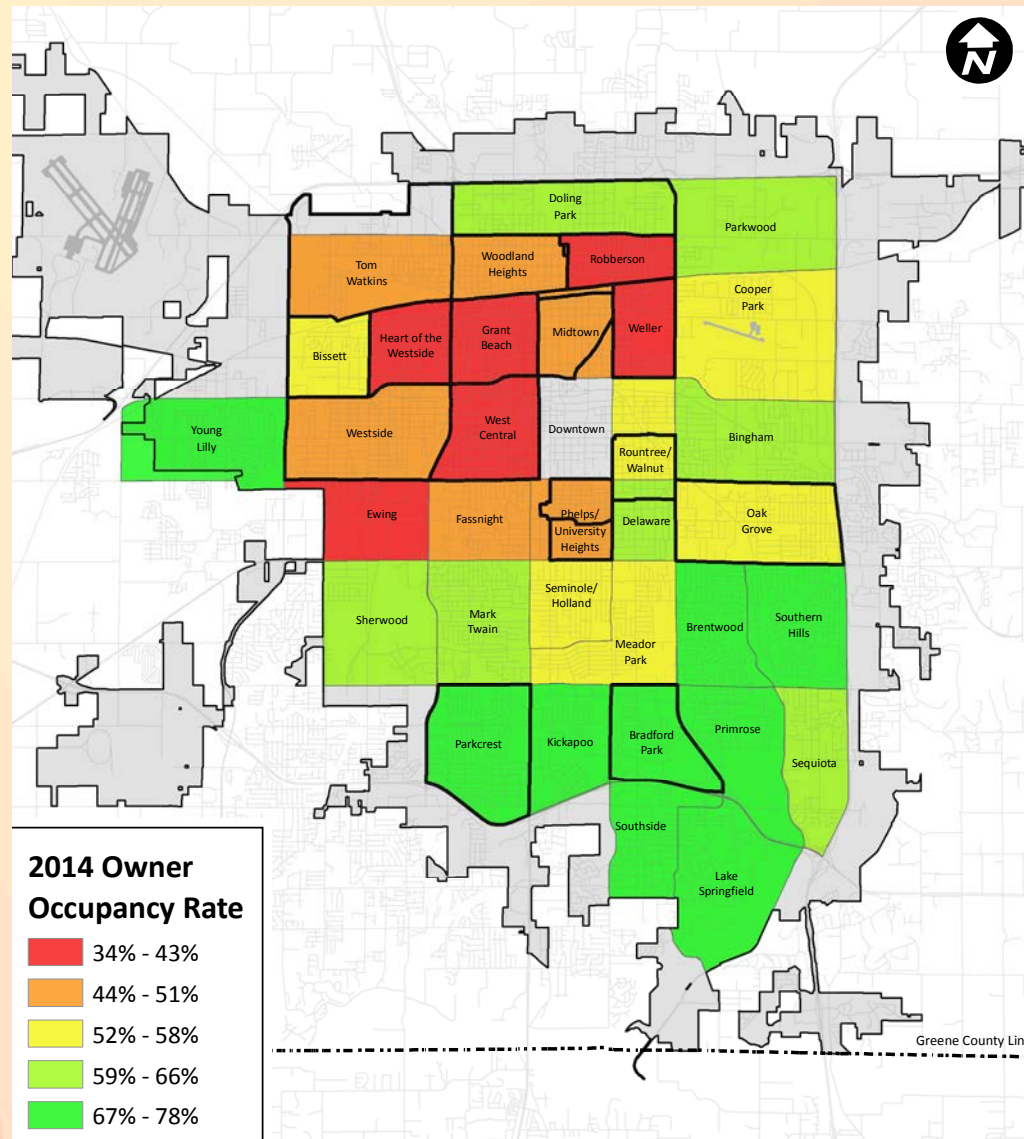 N
Doling
Park
Parkwood
Tom
Watkins
Woodland
Heights
Robberson
Cooper
Park
Bissett
Heart of the
Westside
Grant
Beach
Midtown
Weller
Young
Lilly
Westside
West
Central
Downtown
Rountree/
Walnut
Bingham
Ewing
Fassnight
Phelps/
University
Heights
Delaware
Oak
Grove
Sherwood
Mark
Twain
Seminole/
Holland
Meador
Park
Brentwood
Southern
Hills
Parkcrest
Kickapoo
Bradford
Park
Primrose
Sequiota
Southside
Lake
Springfield
Greene County Lin
2014 Owner
Occupancy Rate
34% - 43%
44% - 51%
52% - 58%
59% - 66%
67% - 78%